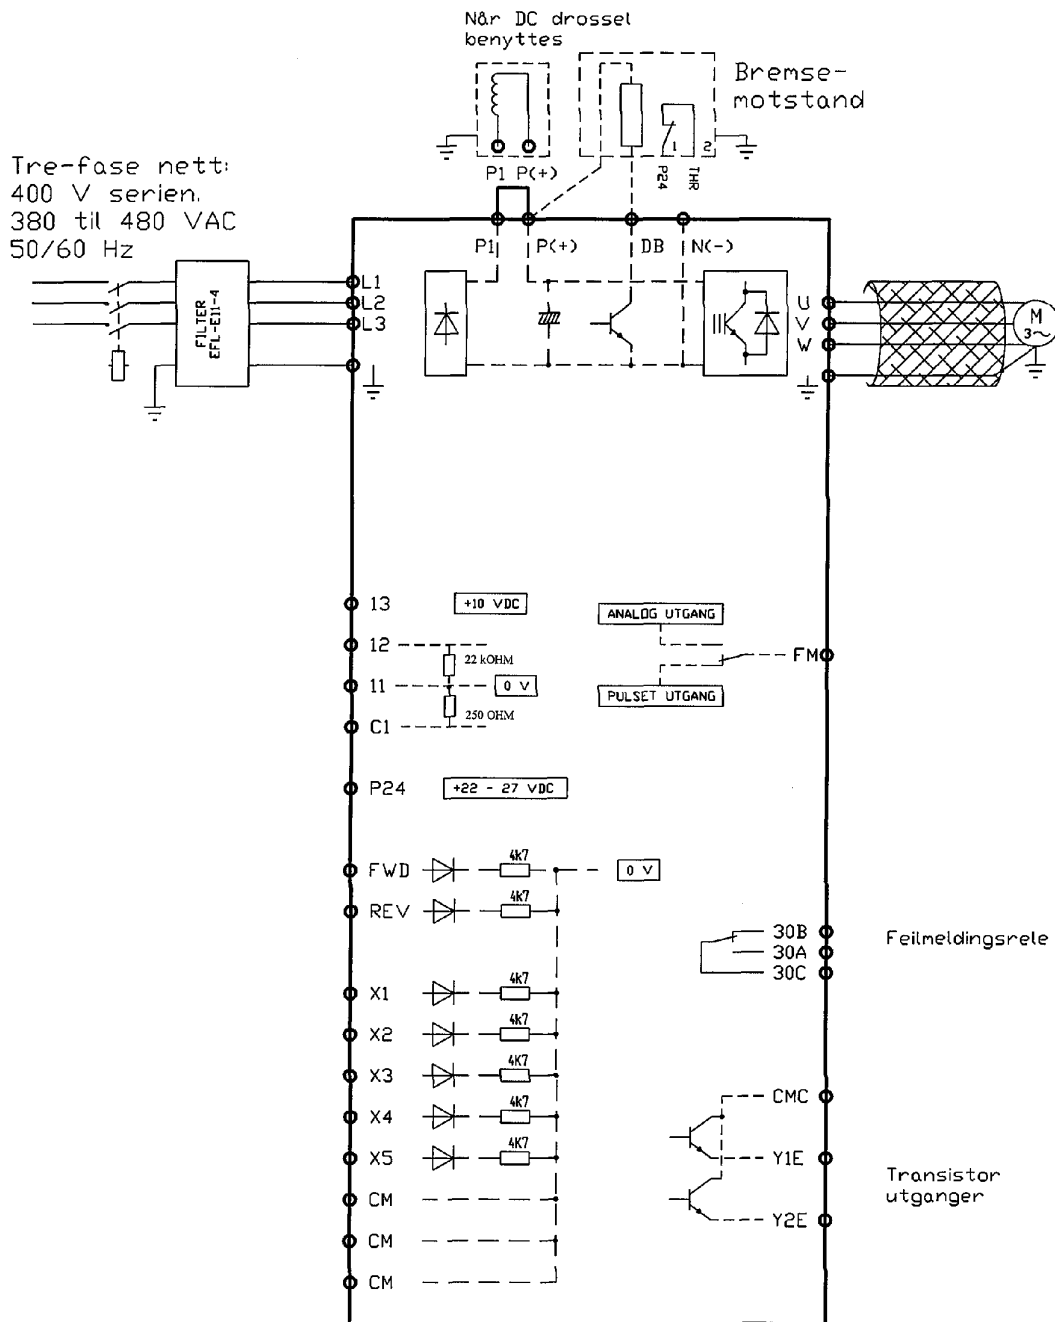 Når DC drossel
benyttes
Bremse-
motstand
1
2
P24
THR
P1 P(+)
Tre-fase nett:
400 V serien.
380 til 480 VAC
50/60 Hz
P1
P(+)
DB
N(-)
FILTER
EFL-E11-4
L1
L2
L3
U
V
W
M
3~
13
+10 VDC
12
22 kOHM
11
0 V
250 OHM
C1
ANALOG UTGANG
FM
PULSET UTGANG
P24
+22 - 27 VDC
FWD
4k7
0 V
REV
4k7
30B
30A
30C
Feilmeldingsrele
X1
4k7
X2
4k7
X3
4K7
X4
4k7
X5
4K7
CM
CM
CM
CMC
Y1E
Y2E
Transistor
utganger